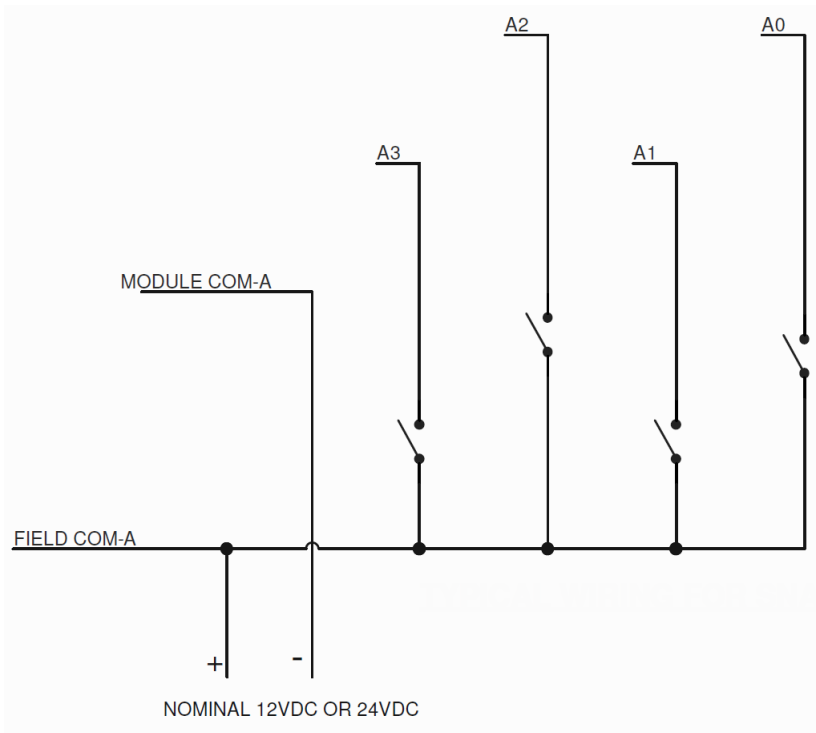 A2
A0
A3
A1
MODULE COM-A
FIELD COM-A
+
-
NOMINAL 12VDC OR 24VDC